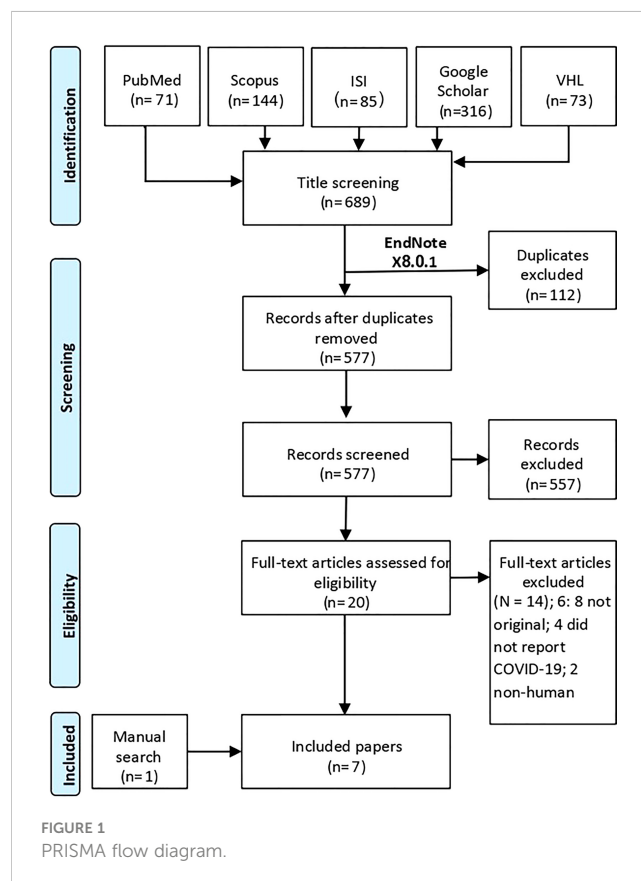 Identification
PubMed
(n=71)
Scopus
(n=144)
ISI
(n=85)
Google
Scholar
(n=316)
VHL
(n=73)
Title screening
(n=689)
EndNote
X8.0.1
Duplicates
excluded
(n=112)
Screening
Records after duplicates
removed
(n=577)
Records screened
(n=577)
Records
excluded
(n=557)
Eligibility
Full-text articles assessed for
eligibility
(n=20)
Full-text articles
excluded
(N = 14); 6: 8 not
original; 4 did
not report
COVID-19; 2
non-human
Included
Manual
search
(n=1)
Included papers
(n=7)
FIGURE 1
PRISMA flow diagram.